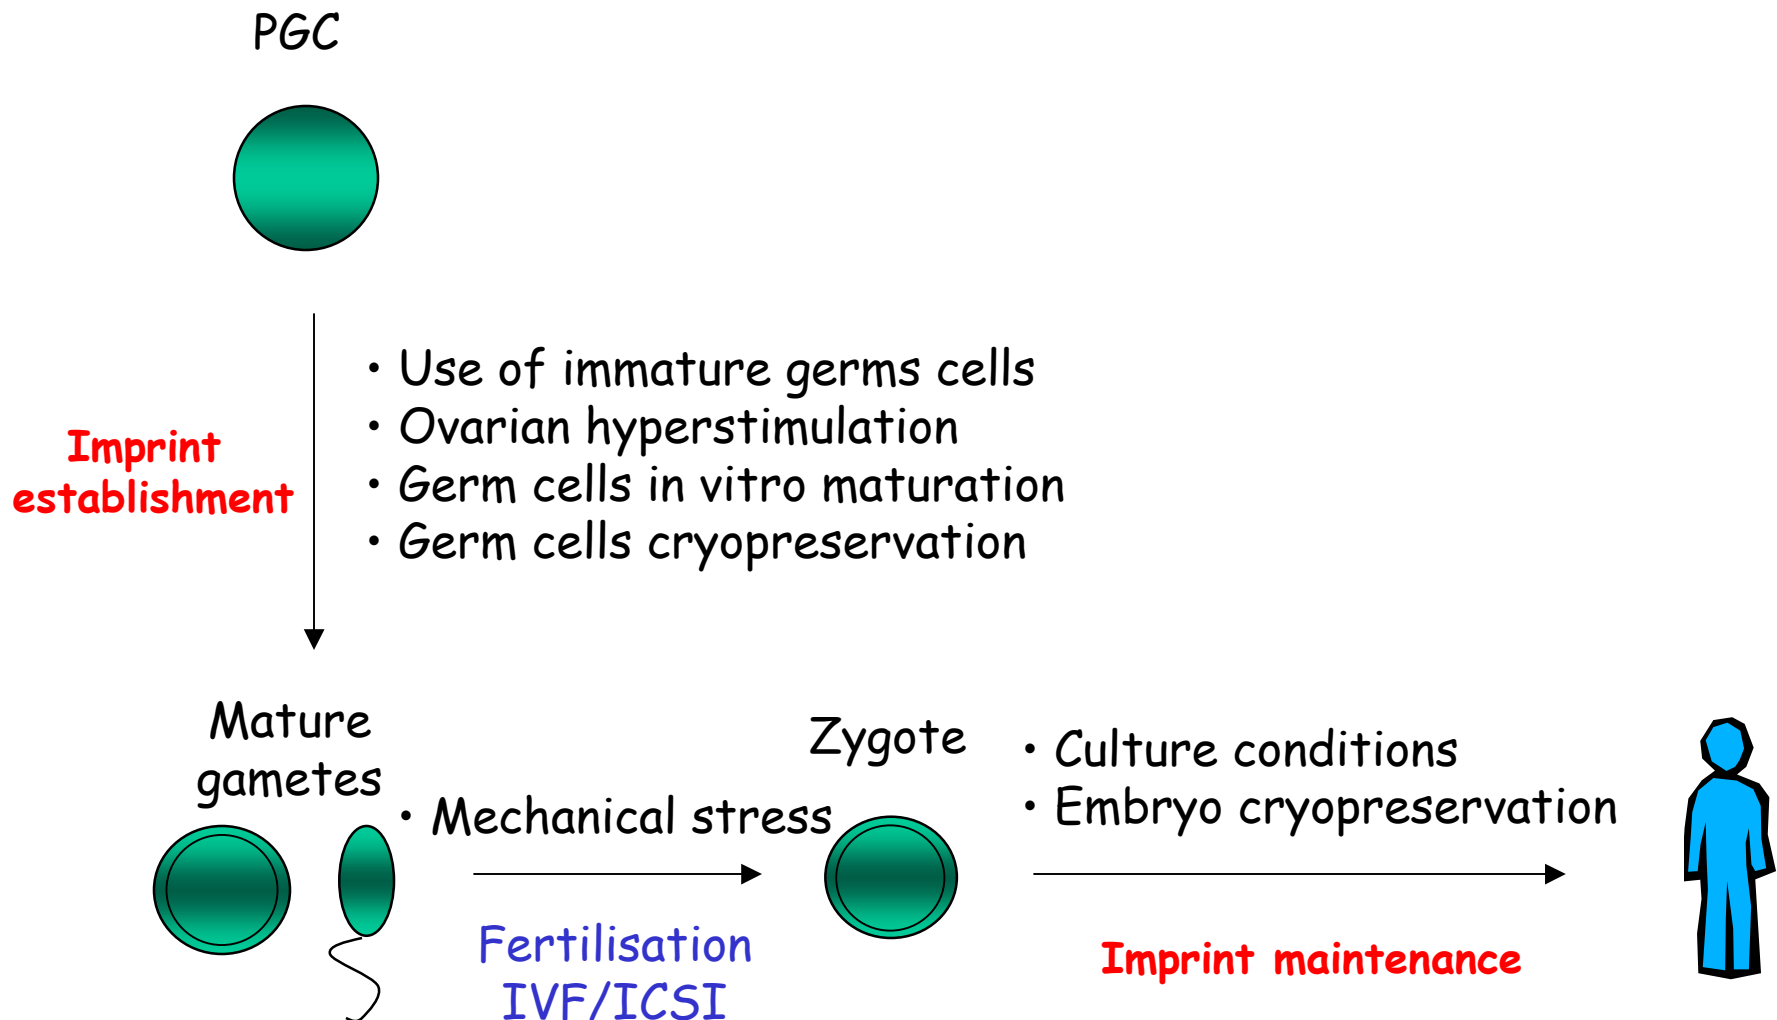 PGC
• Use of immature germs cells
• Ovarian hyperstimulation
• Germ cells in vitro maturation
• Germ cells cryopreservation
Imprint
establishment
Mature
gametes
• Mechanical stress
Fertilisation
IVF/ICSI
Zygote
• Culture conditions
• Embryo cryopreservation
Imprint maintenance